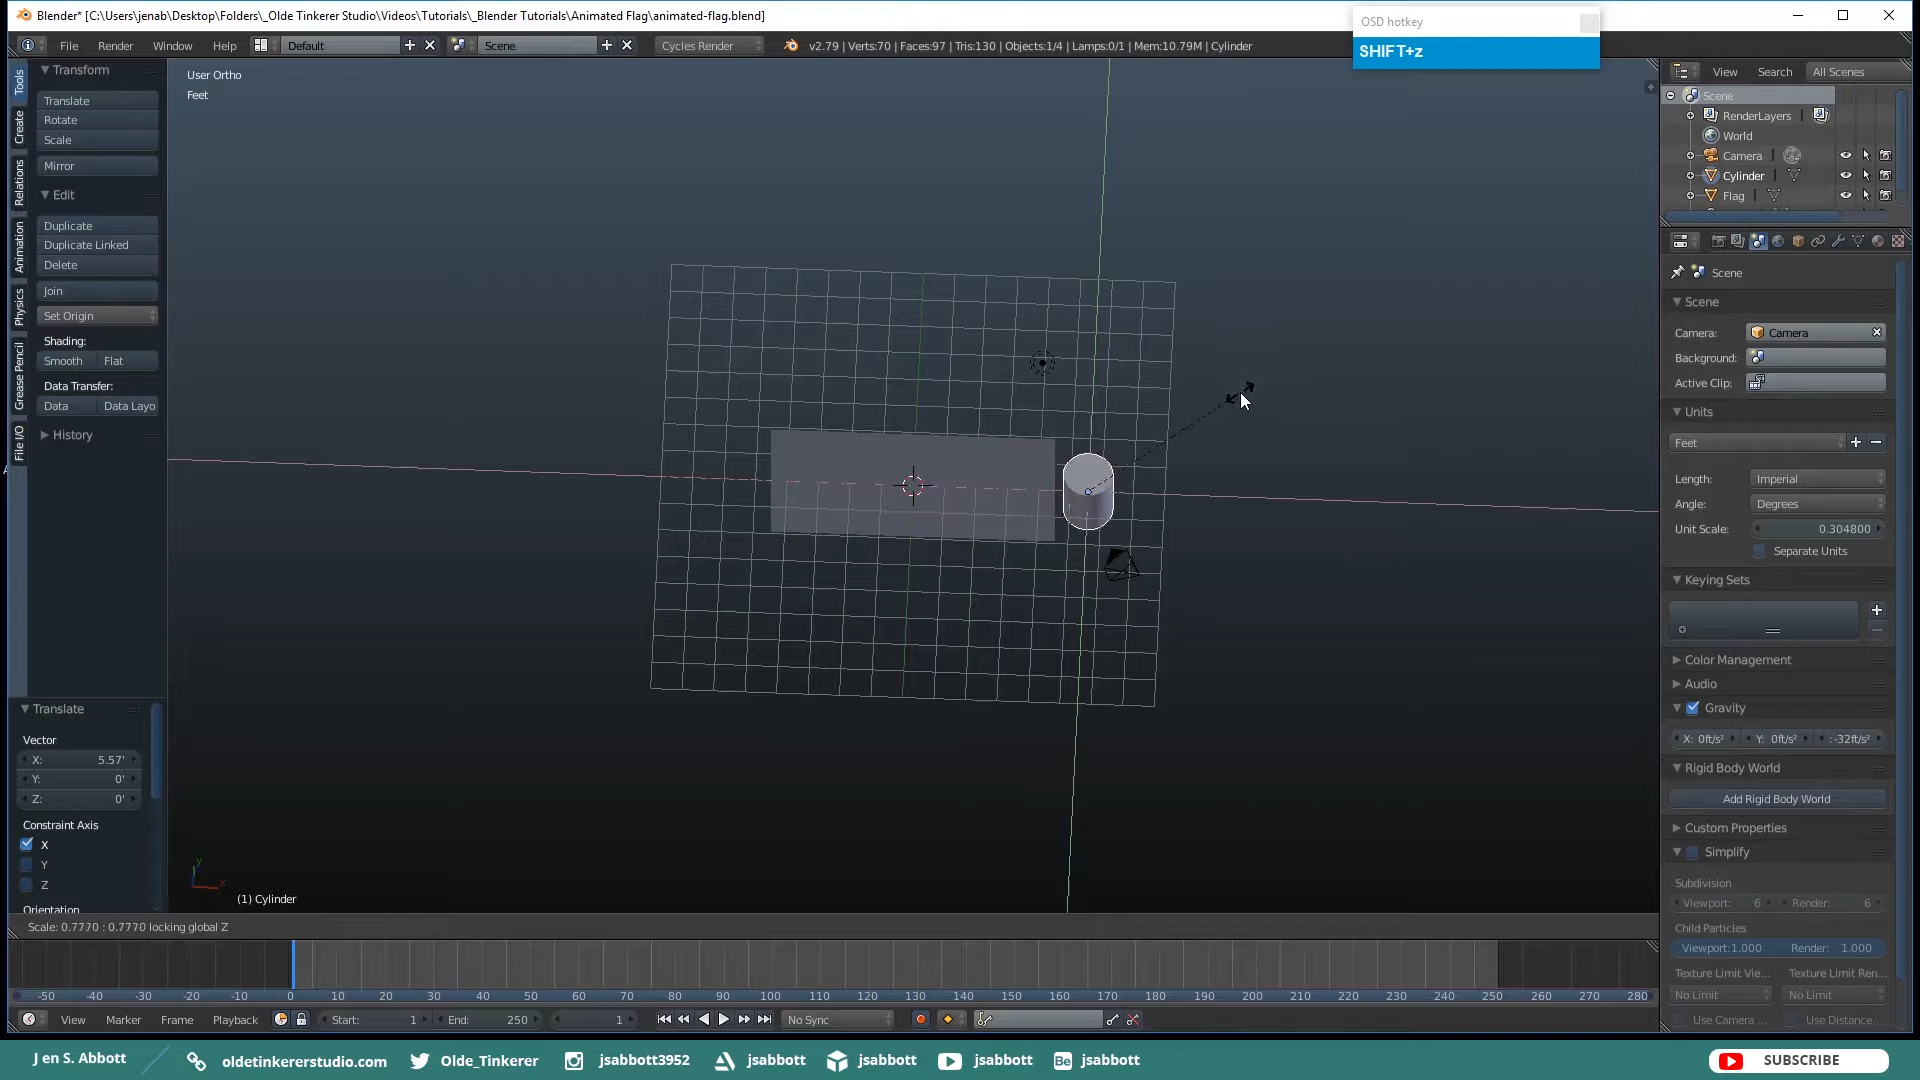 Blender* [C:\Users\jenab\Desktop\Folders\_Olde Tinkerer Studio\Videos\Tutorials\_Blender Tutorials\Animated Flag\animated-flag.blend]
OSD hotkey
SHIFT+z
File Render Window Help Default Scene Cycles Render v2.79 | Verts:70 | Faces:97 | Tris:130 | Objects:1/4 | Lamps:0/1 | Mem:10.79M | Cylinder
Tools
Create
Relations
Animation
Physics
Grease Pencil
File I/O
Transform
Translate
Rotate
Scale
Mirror
Edit
Duplicate
Duplicate Linked
Delete
Join
Set Origin
Shading:
Smooth Flat
Data Transfer:
Data Data Layo
History
Translate
Vector
X: 5.57'
Y: 0'
Z: 0'
Constraint Axis
X
Y
Z
Orientation
User Ortho
Feet
y
x
(1) Cylinder
Scale: 0.7770 : 0.7770 locking global Z
View Search All Scenes
Scene
RenderLayers
World
Camera
Cylinder
Flag
Scene
Scene
Camera: Camera
Background:
Active Clip:
Units
Feet
Length: Imperial
Angle: Degrees
Unit Scale: 0.304800
Separate Units
Keying Sets
Color Management
Audio
Gravity
X: 0ft/s² Y: 0ft/s² : -32ft/s²
Rigid Body World
Add Rigid Body World
Custom Properties
Simplify
Subdivision
Viewport: 6 Render: 6
Child Particles
Viewport:1.000 Render: 1.000
Texture Limit Vie... Texture Limit Ren...
No Limit No Limit
Use Camera ... Use Distance...
-50 -40 -30 -20 -10 0 10 20 30 40 50 60 70 80 90 100 110 120 130 140 150 160 170 180 190 200 210 220 230 240 250 260 270 280
View Marker Frame Playback Start: 1 End: 250 1 No Sync
J en S. Abbott oldetinkererstudio.com Olde_Tinkerer jsabbott3952 jsabbott jsabbott jsabbott Be jsabbott SUBSCRIBE